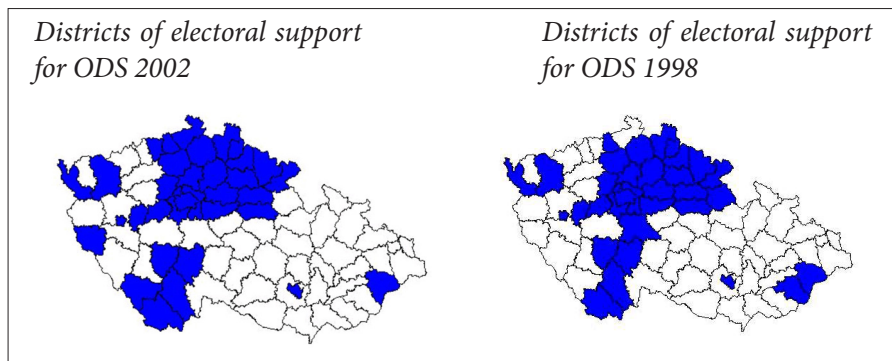 Districts of electoral support
for ODS 2002
Districts of electoral support
for ODS 1998